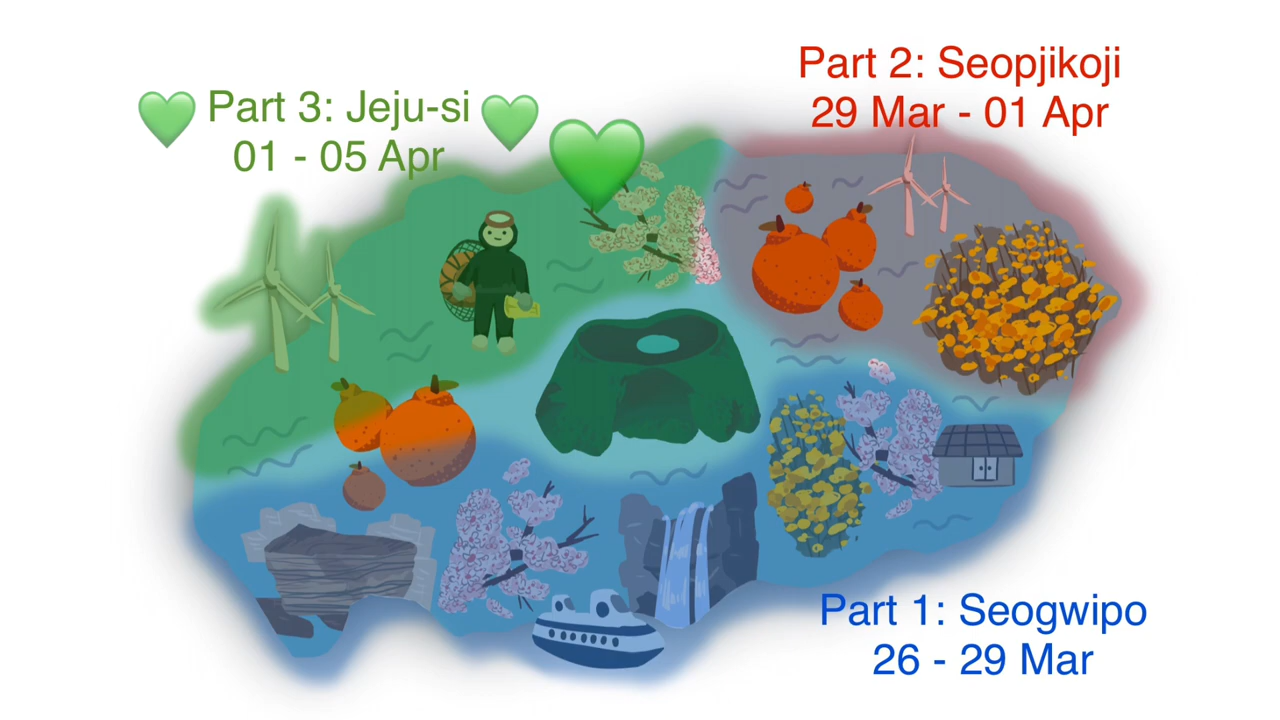 Part 3: Jeju-si
01 - 05 Apr
Part 2: Seopjikoji
29 Mar - 01 Apr
Part 1: Seogwipo
26 - 29 Mar